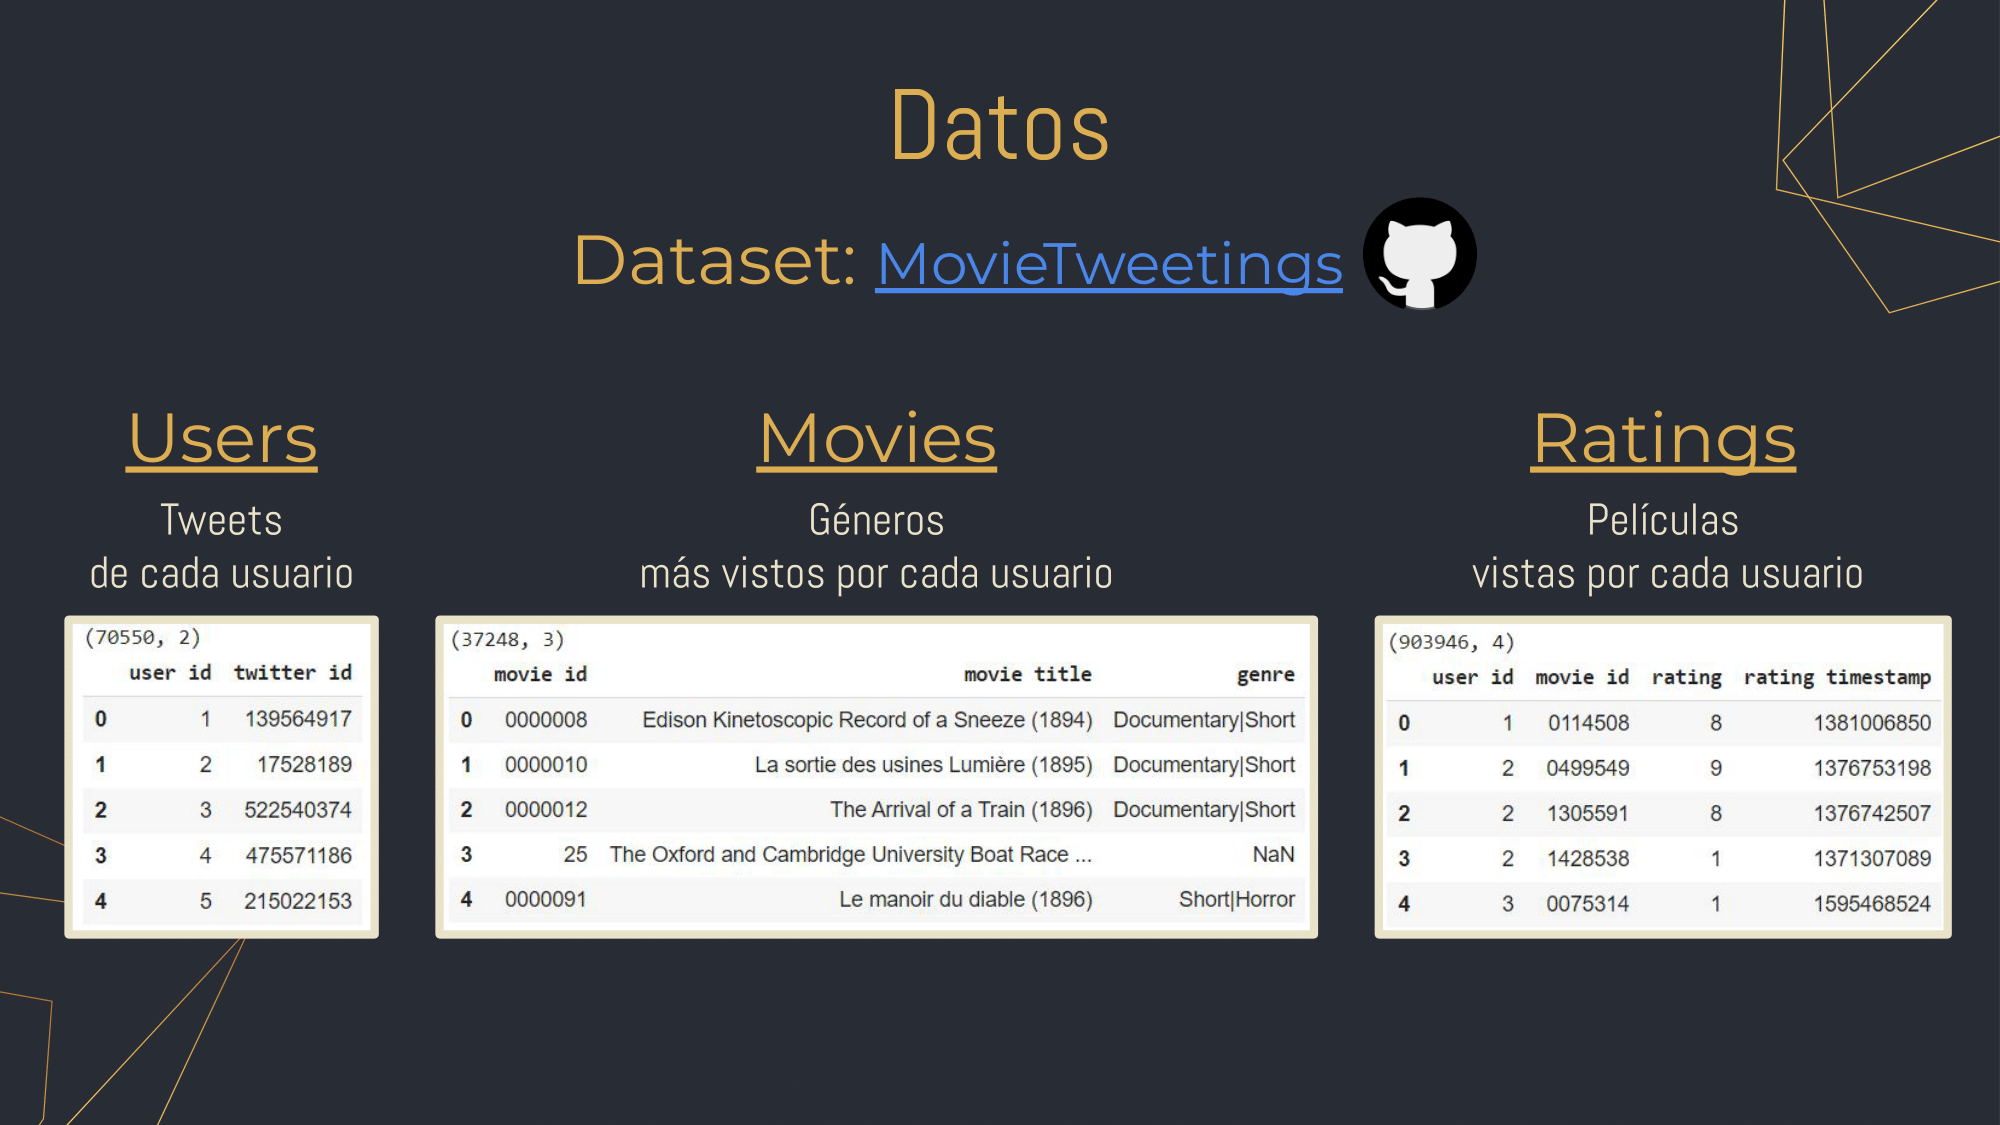 Datos
Dataset: MovieTweetings
Users
Tweets
de cada usuario
(70550, 2)
user id twitter id
0 1 139564917
1 2 17528189
2 3 522540374
3 4 475571186
4 5 215022153
Movies
Géneros
más vistos por cada usuario
(37248, 3)
movie id movie title genre
0 0000008 Edison Kinetoscopic Record of a Sneeze (1894) Documentary|Short
1 0000010 La sortie des usines Lumière (1895) Documentary|Short
2 0000012 The Arrival of a Train (1896) Documentary|Short
3 25 The Oxford and Cambridge University Boat Race ... NaN
4 0000091 Le manoir du diable (1896) Short|Horror
Ratings
Películas
vistas por cada usuario
(903946, 4)
user id movie id rating rating timestamp
0 1 0114508 8 1381006850
1 2 0499549 9 1376753198
2 2 1305591 8 1376742507
3 2 1428538 1 1371307089
4 3 0075314 1 1595468524